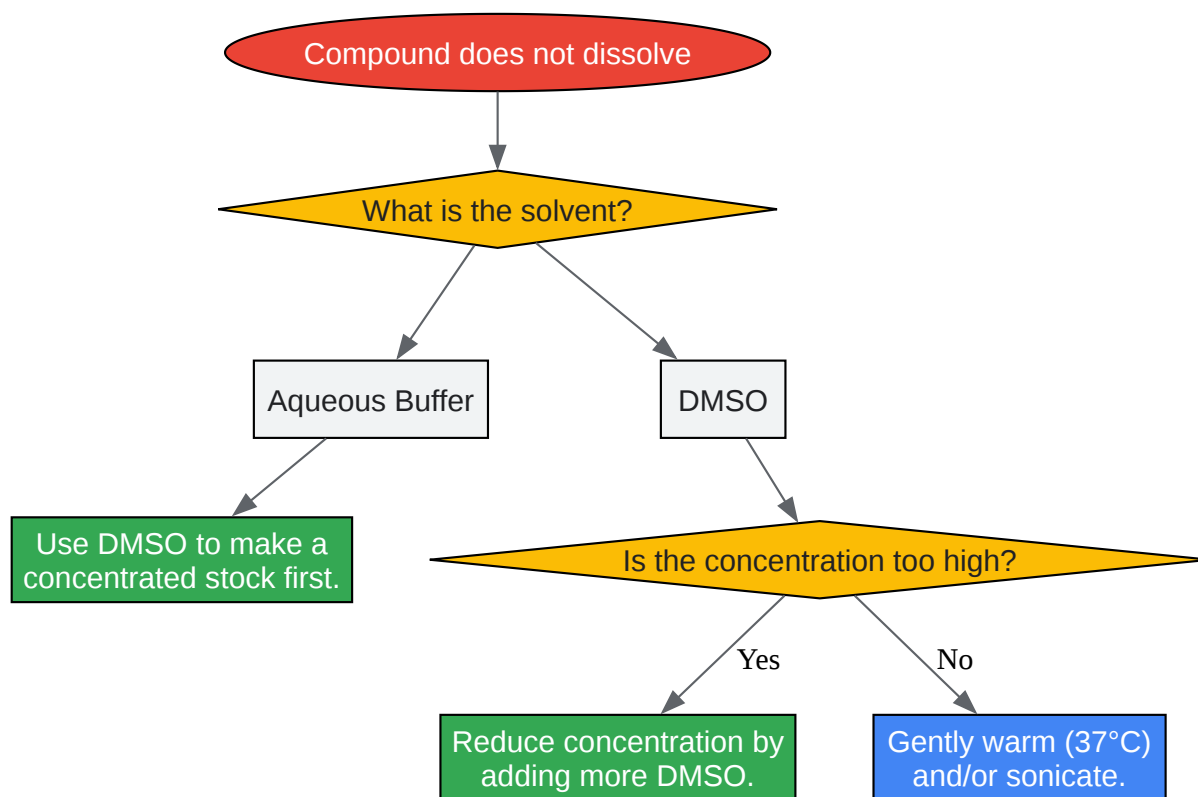 Compound does not dissolve
What is the solvent?
Aqueous Buffer
DMSO
Use DMSO to make a
concentrated stock first.
Is the concentration too high?
Yes
No
Reduce concentration by
adding more DMSO.
Gently warm (37°C)
and/or sonicate.